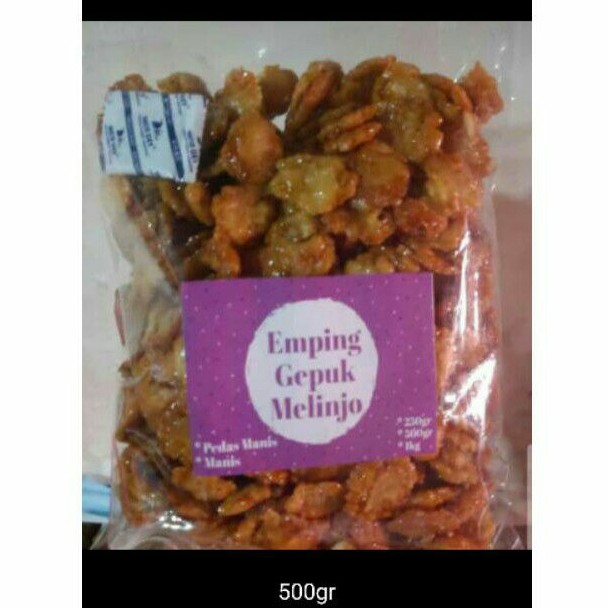 Emping
Gepuk
Melinjo
* Pedas Manis
* Manis
* 250gr
* 500gr
* 1kg
500gr